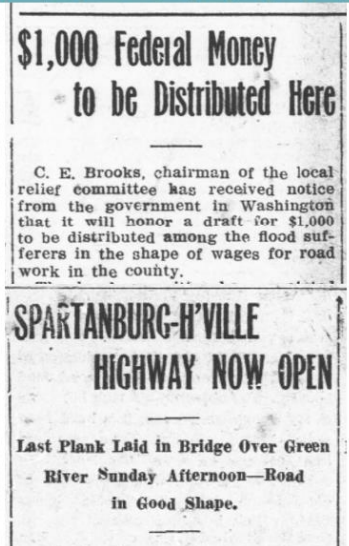 $1,000 Federal Money
to be Distributed Here
C. E. Brooks, chairman of the local
relief committee has received notice
from the government in Washington
that it will honor a draft for $1,000
to be distributed among the flood suf-
ferers in the shape of wages for road
work in the county.
SPARTANBURG-H'VILLE
HIGHWAY NOW OPEN
Last Plank Laid in Bridge Over Green
River Sunday Afternoon—Road
in Good Shape.